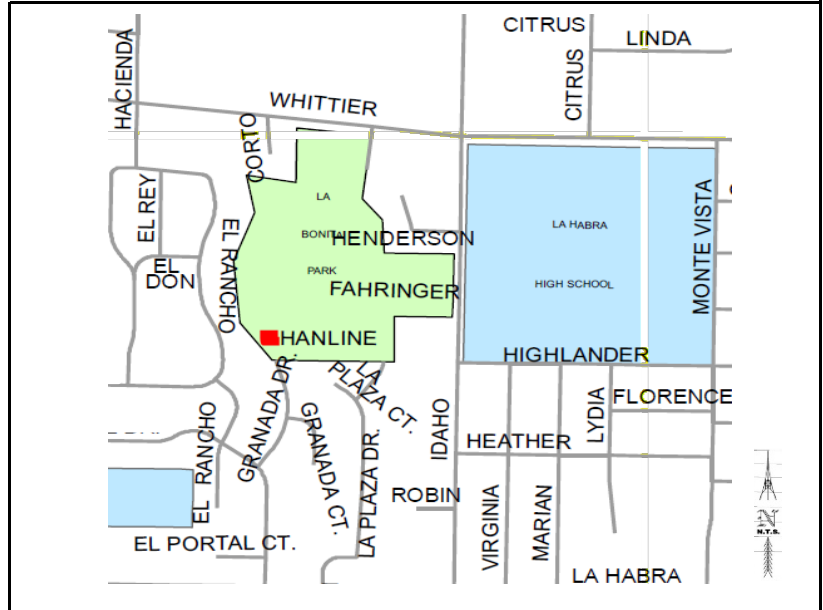 CITRUS
LINDA
HACIENDA
CITRUS
WHITTIER
CORTO
EL REY
LA
BONITA
PARK
HENDERSON
LA HABRA
HIGH SCHOOL
MONTE VISTA
EL RANCHO
EL
DON
FAHRINGER
HANLINE
HIGHLANDER
LA
PLAZA CT.
GRANADA DR.
FLORENCE
EL RANCHO
GRANADA CT.
IDAHO
LYDIA
HEATHER
LA PLAZA DR.
ROBIN
VIRGINIA
MARIAN
EL PORTAL CT.
LA HABRA
N
N.T.S.